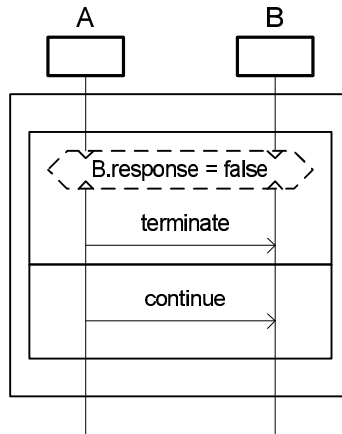 A B
B.response = false
terminate
continue